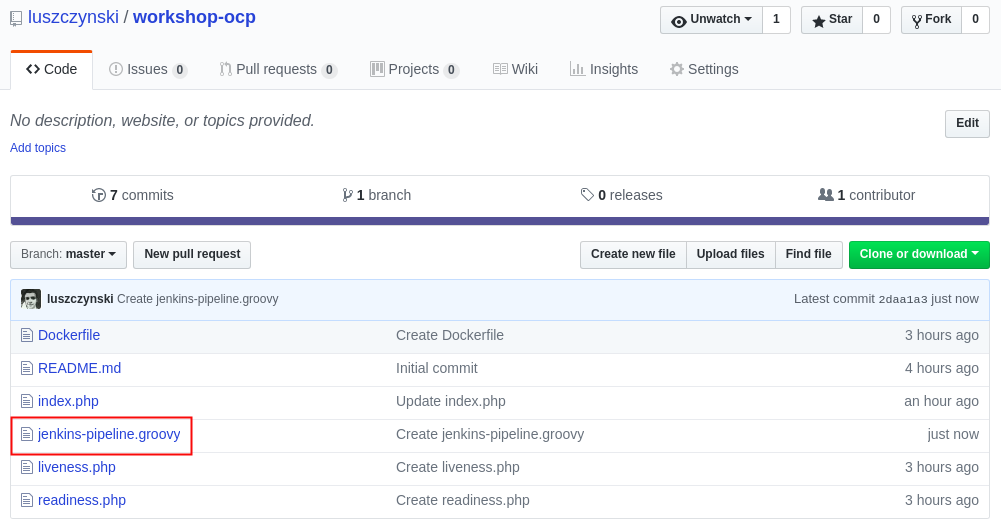 luszczynski / workshop-ocp Unwatch 1 Star 0 Fork 0
Code Issues 0 Pull requests 0 Projects 0 Wiki Insights Settings
No description, website, or topics provided. Edit
Add topics
7 commits 1 branch 0 releases 1 contributor
Branch: master New pull request Create new file Upload files Find file Clone or download
luszczynski Create jenkins-pipeline.groovy Latest commit 2daa1a3 just now
Dockerfile Create Dockerfile 3 hours ago
README.md Initial commit 4 hours ago
index.php Update index.php an hour ago
jenkins-pipeline.groovy Create jenkins-pipeline.groovy just now
liveness.php Create liveness.php 3 hours ago
readiness.php Create readiness.php 3 hours ago